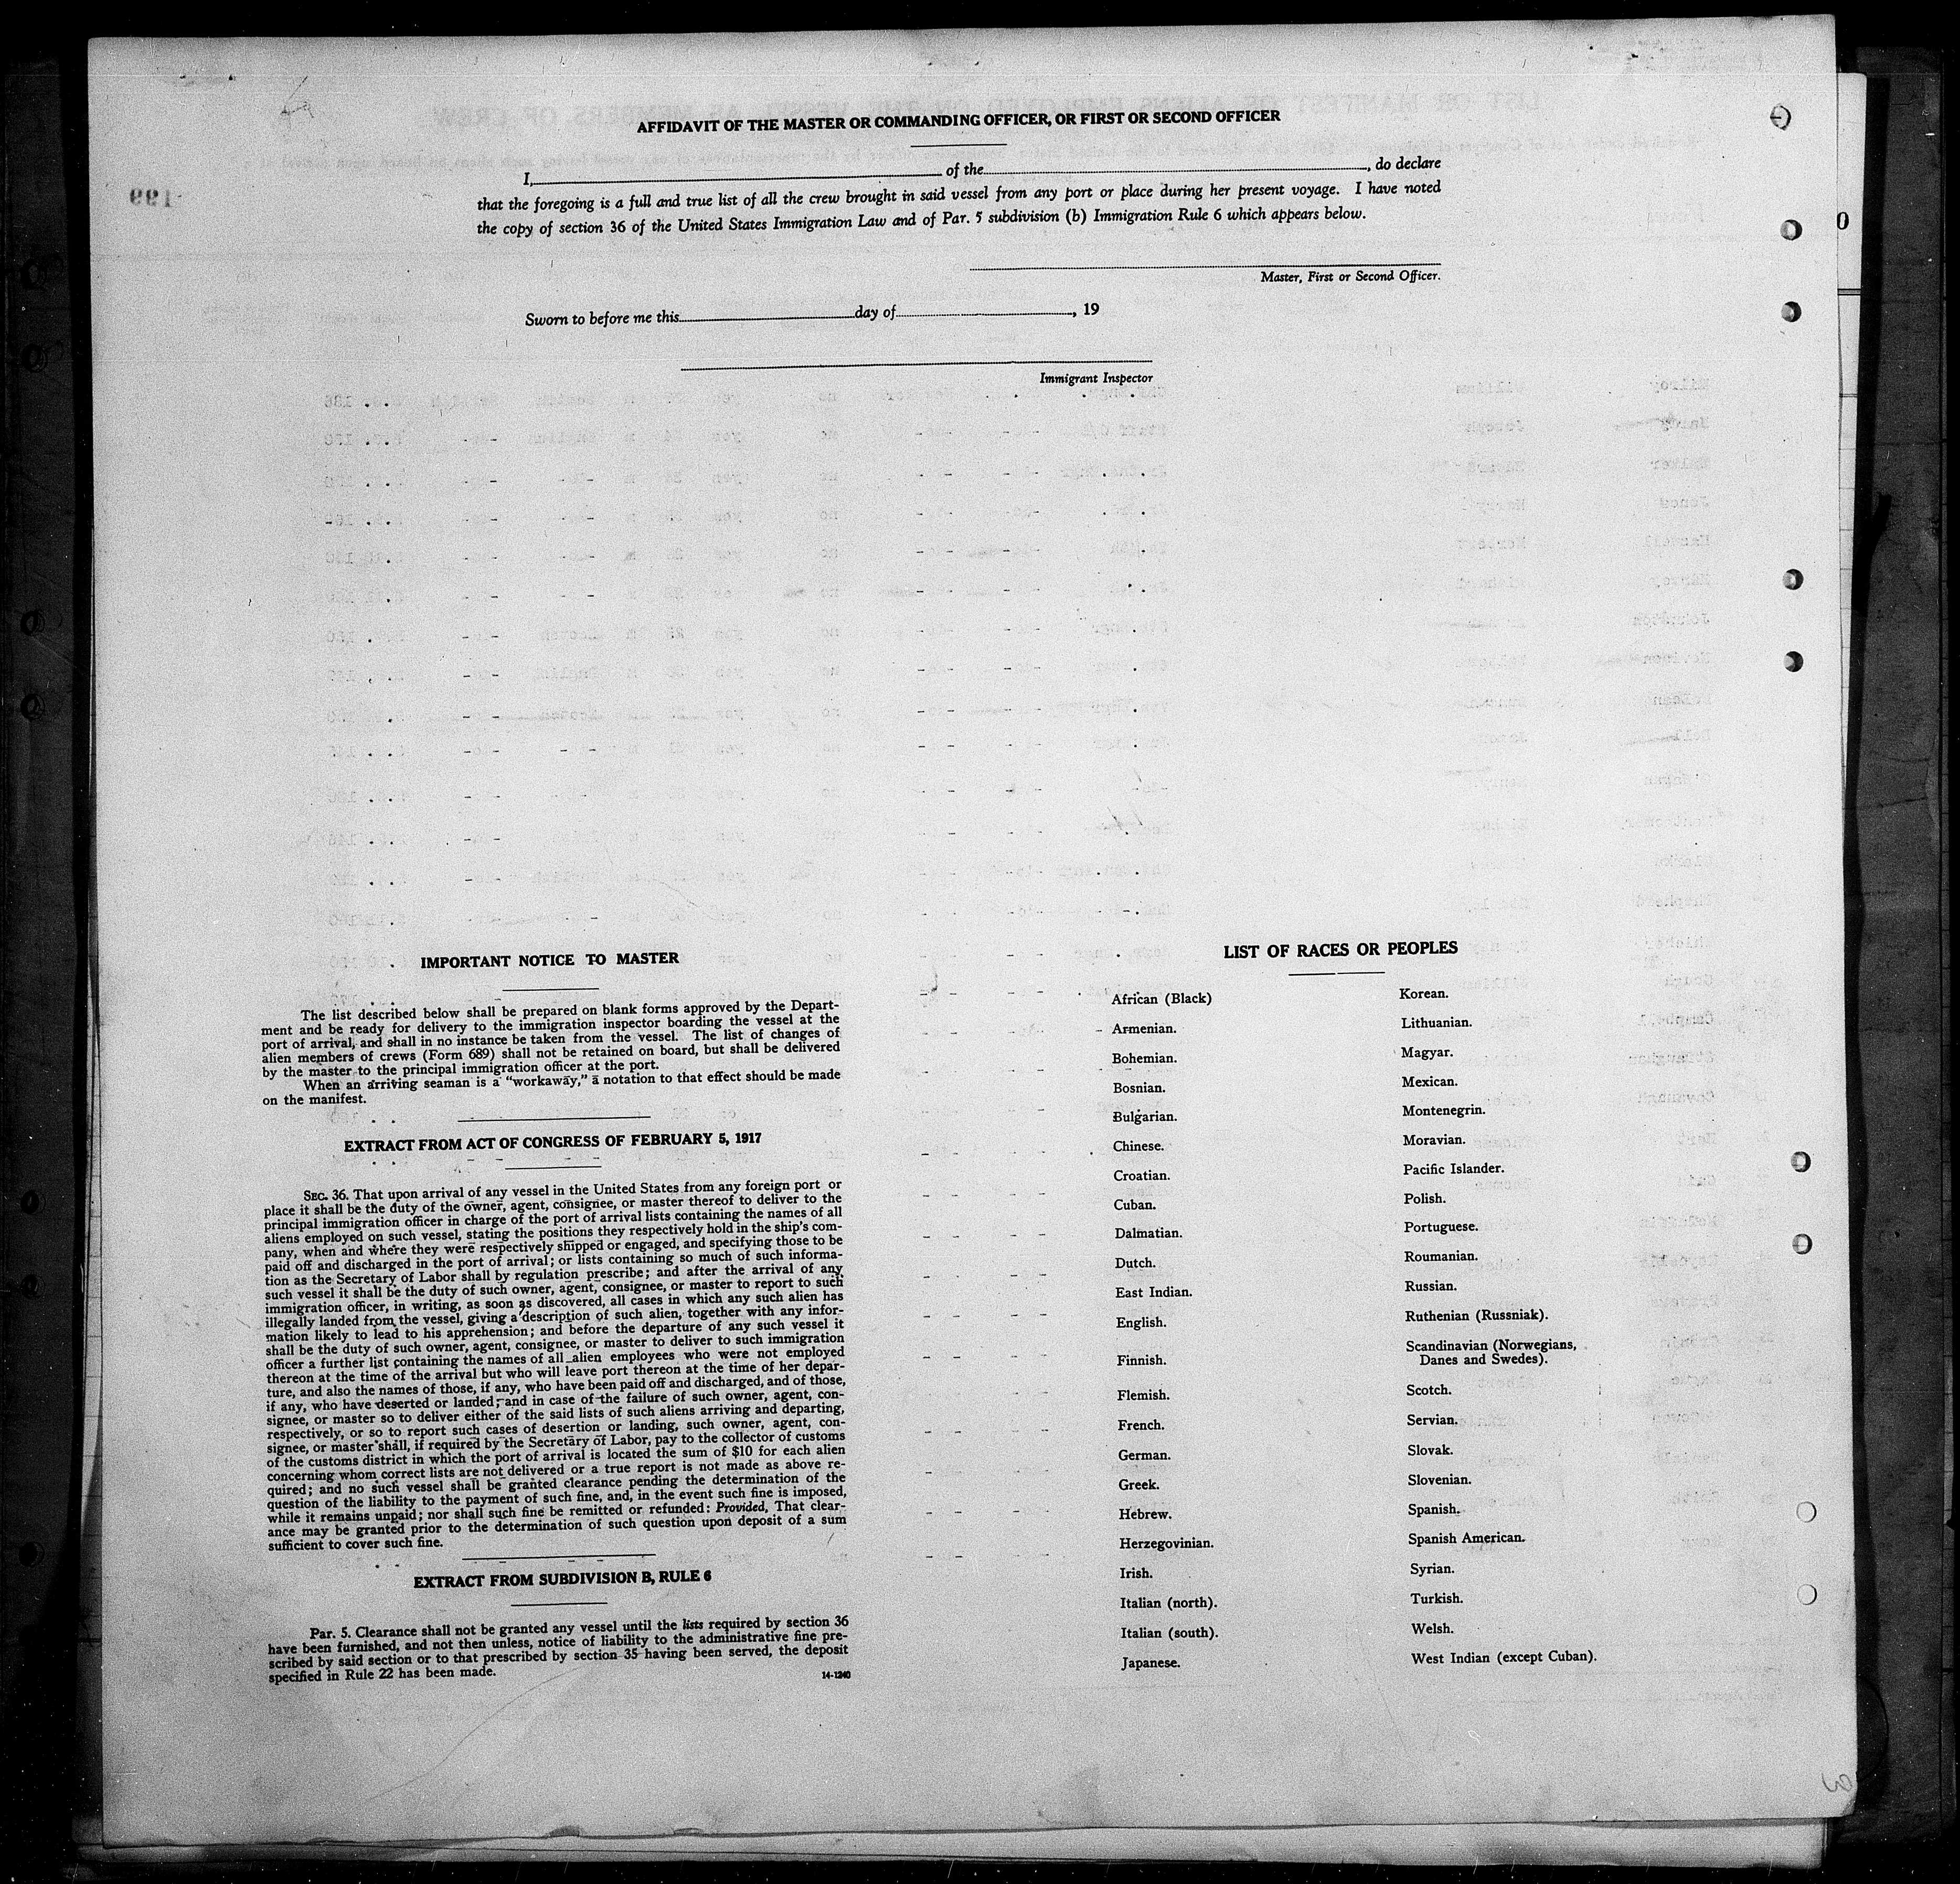 AFFIDAVIT OF THE MASTER OR COMMANDING OFFICER, OR FIRST OR SECOND OFFICER
I, of the , do declare
that the foregoing is a full and true list of all the crew brought in said vessel from any port or place during her present voyage. I have noted
the copy of section 36 of the United States Immigration Law and of Par. 5 subdivision (b) Immigration Rule 6 which appears below.
Master, First or Second Officer.
Sworn to before me this day of , 19
Immigrant Inspector
IMPORTANT NOTICE TO MASTER
The list described below shall be prepared on blank forms approved by the Depart-
ment and be ready for delivery to the immigration inspector boarding the vessel at the
port of arrival, and shall in no instance be taken from the vessel. The list of changes of
alien members of crews (Form 689) shall not be retained on board, but shall be delivered
by the master to the principal immigration officer at the port.
When an arriving seaman is a "workaway," a notation to that effect should be made
on the manifest.
EXTRACT FROM ACT OF CONGRESS OF FEBRUARY 5, 1917
SEC. 36. That upon arrival of any vessel in the United States from any foreign port or
place it shall be the duty of the owner, agent, consignee, or master thereof to deliver to the
principal immigration officer in charge of the port of arrival lists containing the names of all
aliens employed on such vessel, stating the positions they respectively hold in the ship's com-
pany, when and where they were respectively shipped or engaged, and specifying those to be
paid off and discharged in the port of arrival; or lists containing so much of such informa-
tion as the Secretary of Labor shall by regulation prescribe; and after the arrival of any
such vessel it shall be the duty of such owner, agent, consignee, or master to report to such
immigration officer, in writing, as soon as discovered, all cases in which any such alien has
illegally landed from the vessel, giving a description of such alien, together with any infor-
mation likely to lead to his apprehension; and before the departure of any such vessel it
shall be the duty of such owner, agent, consignee, or master to deliver to such immigration
officer a further list containing the names of all alien employees who were not employed
thereon at the time of the arrival but who will leave port thereon at the time of her depar-
ture, and also the names of those, if any, who have been paid off and discharged, and of those,
if any, who have deserted or landed; and in case of the failure of such owner, agent, con-
signee, or master so to deliver either of the said lists of such aliens arriving and departing,
respectively, or so to report such cases of desertion or landing, such owner, agent, con-
signee, or master shall, if required by the Secretary of Labor, pay to the collector of customs
of the customs district in which the port of arrival is located the sum of $10 for each alien
concerning whom correct lists are not delivered or a true report is not made as above re-
quired; and no such vessel shall be granted clearance pending the determination of the
question of the liability to the payment of such fine, and, in the event such fine is imposed,
while it remains unpaid; nor shall such fine be remitted or refunded: Provided, That clear-
ance may be granted prior to the determination of such question upon deposit of a sum
sufficient to cover such fine.
EXTRACT FROM SUBDIVISION B, RULE 6
Par. 5. Clearance shall not be granted any vessel until the lists required by section 36
have been furnished, and not then unless, notice of liability to the administrative fine pre-
scribed by said section or to that prescribed by section 35 having been served, the deposit
specified in Rule 22 has been made.
14-1240
LIST OF RACES OR PEOPLES
African (Black)
Armenian.
Bohemian.
Bosnian.
Bulgarian.
Chinese.
Croatian.
Cuban.
Dalmatian.
Dutch.
East Indian.
English.
Finnish.
Flemish.
French.
German.
Greek.
Hebrew.
Herzegovinian.
Irish.
Italian (north).
Italian (south).
Japanese.
Korean.
Lithuanian.
Magyar.
Mexican.
Montenegrin.
Moravian.
Pacific Islander.
Polish.
Portuguese.
Roumanian.
Russian.
Ruthenian (Russniak).
Scandinavian (Norwegians,
Danes and Swedes).
Scotch.
Servian.
Slovak.
Slovenian.
Spanish.
Spanish American.
Syrian.
Turkish.
Welsh.
West Indian (except Cuban).